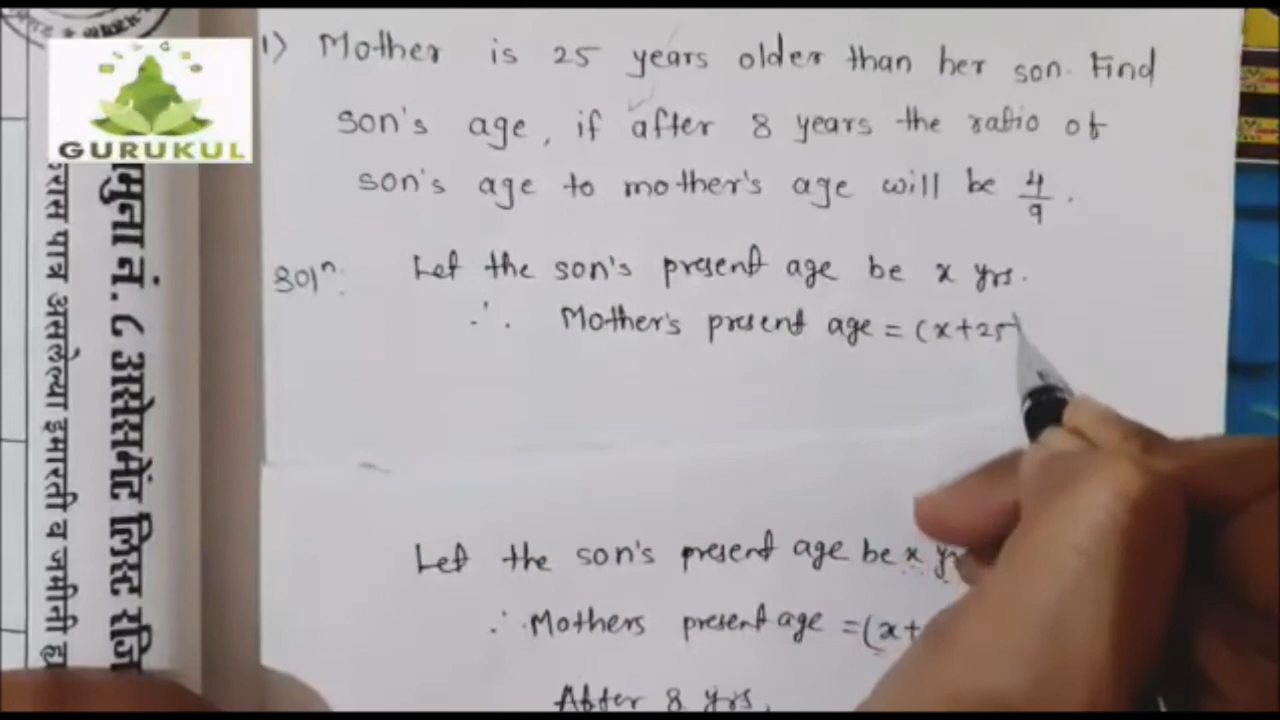 1) Mother is 25 years older than her son. Find
son's age, if after 8 years the ratio of
son's age to mother's age will be 4/9.
Solⁿ: Let the son's present age be x yrs.
∴ Mother's present age = (x+25)
Let the son's present age be x
∴ Mothers present age = (x+
After 8 yrs,
GURUKUL
नमुना नं. ८ असेसमेंट लिस्ट रजि
करास पात्र असलेल्या इमारती व जमीनी